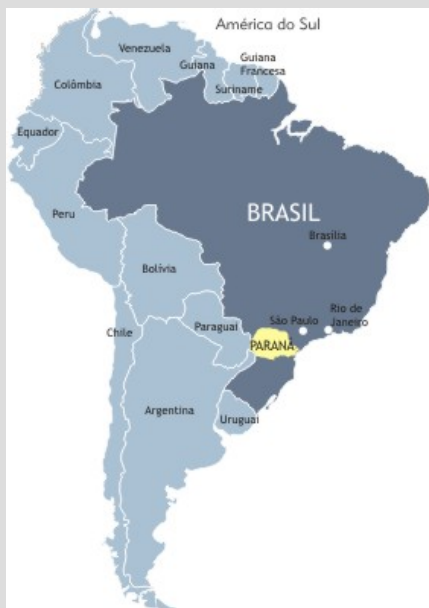 América do Sul
Venezuela
Guiana
Guiana
Francesa
Suriname
Colômbia
Equador
Peru
BRASIL
Brasília
Bolívia
Rio de
Janeiro
São Paulo
Paraguai
Chile
PARANÁ
Argentina
Uruguai